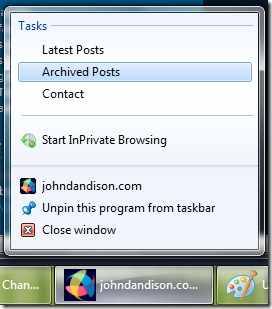 Tasks
Latest Posts
Archived Posts
Contact
Start InPrivate Browsing
johndandison.com
Unpin this program from taskbar
Close window
Chan...
johndandison.co...
U